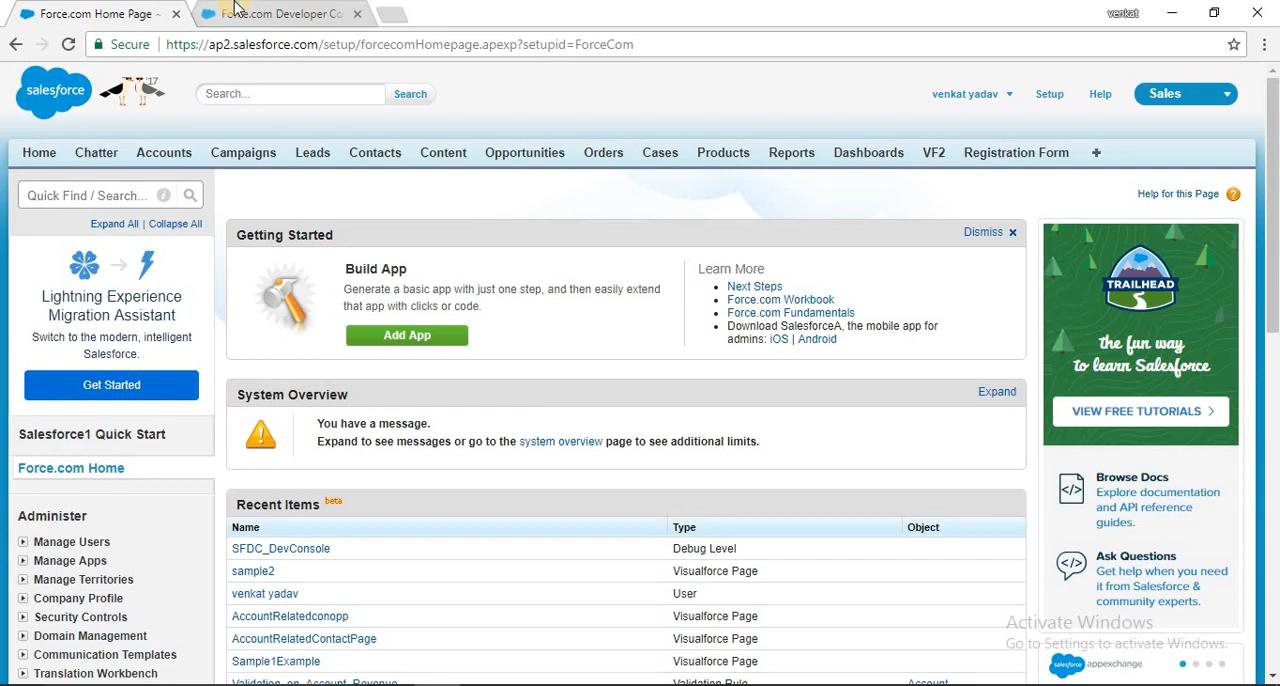 Force.com Home Page ~
Force.com Developer Co
venkat
Secure
https://ap2.salesforce.com/setup/forcecomHomepage.apexp?setupid=ForceCom
salesforce
'17
Search...
Search
venkat yadav
Setup
Help
Sales
Home
Chatter
Accounts
Campaigns
Leads
Contacts
Content
Opportunities
Orders
Cases
Products
Reports
Dashboards
VF2
Registration Form
+
Quick Find / Search...
Expand All | Collapse All
Lightning Experience
Migration Assistant
Switch to the modern, intelligent
Salesforce.
Get Started
Salesforce1 Quick Start
Force.com Home
Administer
Manage Users
Manage Apps
Manage Territories
Company Profile
Security Controls
Domain Management
Communication Templates
Translation Workbench
Help for this Page ?
Getting Started
Dismiss x
Build App
Generate a basic app with just one step, and then easily extend
that app with clicks or code.
Add App
Learn More
Next Steps
Force.com Workbook
Force.com Fundamentals
Download SalesforceA, the mobile app for
admins: iOS | Android
System Overview
Expand
You have a message.
Expand to see messages or go to the system overview page to see additional limits.
Recent Items beta
Name Type Object
SFDC_DevConsole Debug Level
sample2 Visualforce Page
venkat yadav User
AccountRelatedconopp Visualforce Page
AccountRelatedContactPage Visualforce Page
Sample1Example Visualforce Page
Validation_on_Account_Revenue Validation Rule Account
TRAILHEAD
the fun way
to learn Salesforce
VIEW FREE TUTORIALS >
Browse Docs
Explore documentation
and API reference
guides.
Ask Questions
Get help when you need
it from Salesforce &
community experts.
Activate Windows
Go to Settings to activate Windows.
salesforce appexchange